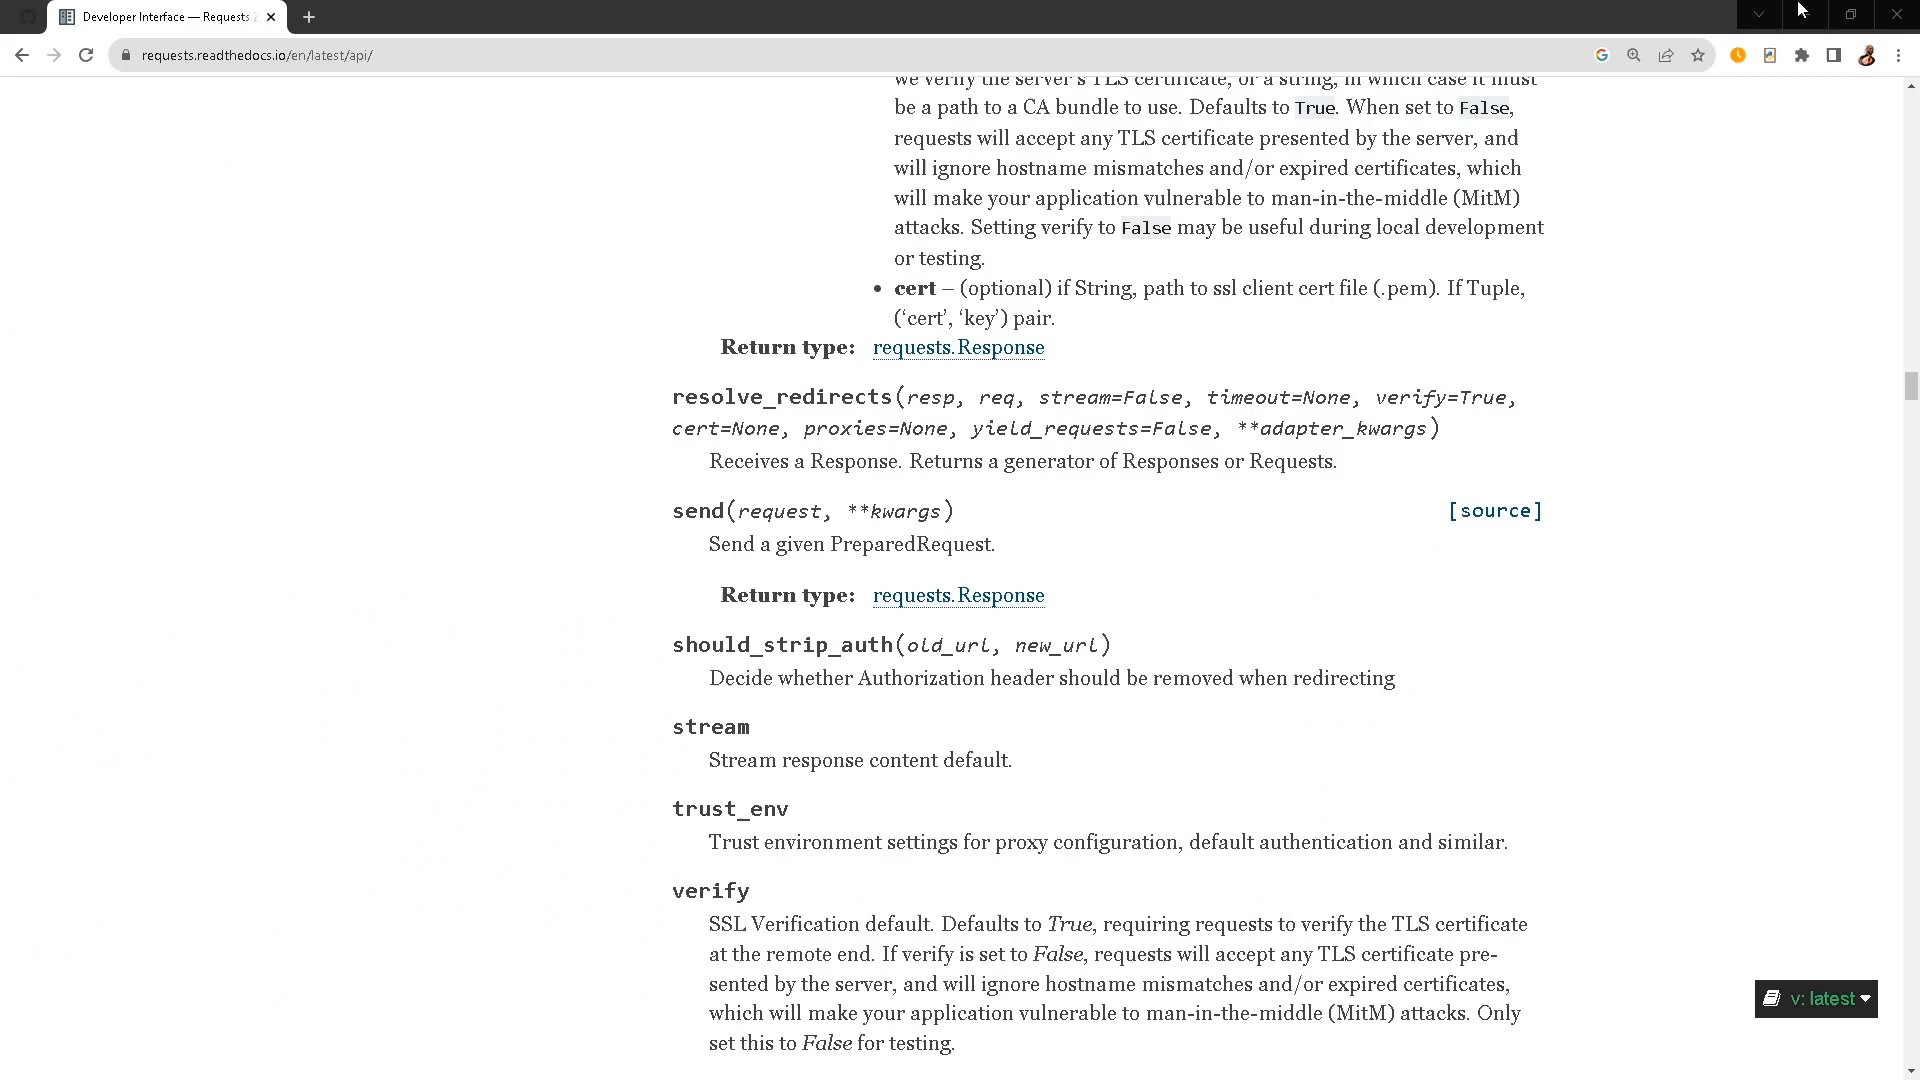 Developer Interface — Requests 2
requests.readthedocs.io/en/latest/api/
we verify the server's TLS certificate, or a string, in which case it must
be a path to a CA bundle to use. Defaults to True. When set to False,
requests will accept any TLS certificate presented by the server, and
will ignore hostname mismatches and/or expired certificates, which
will make your application vulnerable to man-in-the-middle (MitM)
attacks. Setting verify to False may be useful during local development
or testing.
• cert – (optional) if String, path to ssl client cert file (.pem). If Tuple,
(‘cert’, ‘key’) pair.
Return type: requests.Response
resolve_redirects(resp, req, stream=False, timeout=None, verify=True,
cert=None, proxies=None, yield_requests=False, **adapter_kwargs)
Receives a Response. Returns a generator of Responses or Requests.
send(request, **kwargs) [source]
Send a given PreparedRequest.
Return type: requests.Response
should_strip_auth(old_url, new_url)
Decide whether Authorization header should be removed when redirecting
stream
Stream response content default.
trust_env
Trust environment settings for proxy configuration, default authentication and similar.
verify
SSL Verification default. Defaults to True, requiring requests to verify the TLS certificate
at the remote end. If verify is set to False, requests will accept any TLS certificate pre-
sented by the server, and will ignore hostname mismatches and/or expired certificates,
which will make your application vulnerable to man-in-the-middle (MitM) attacks. Only
set this to False for testing.
v: latest